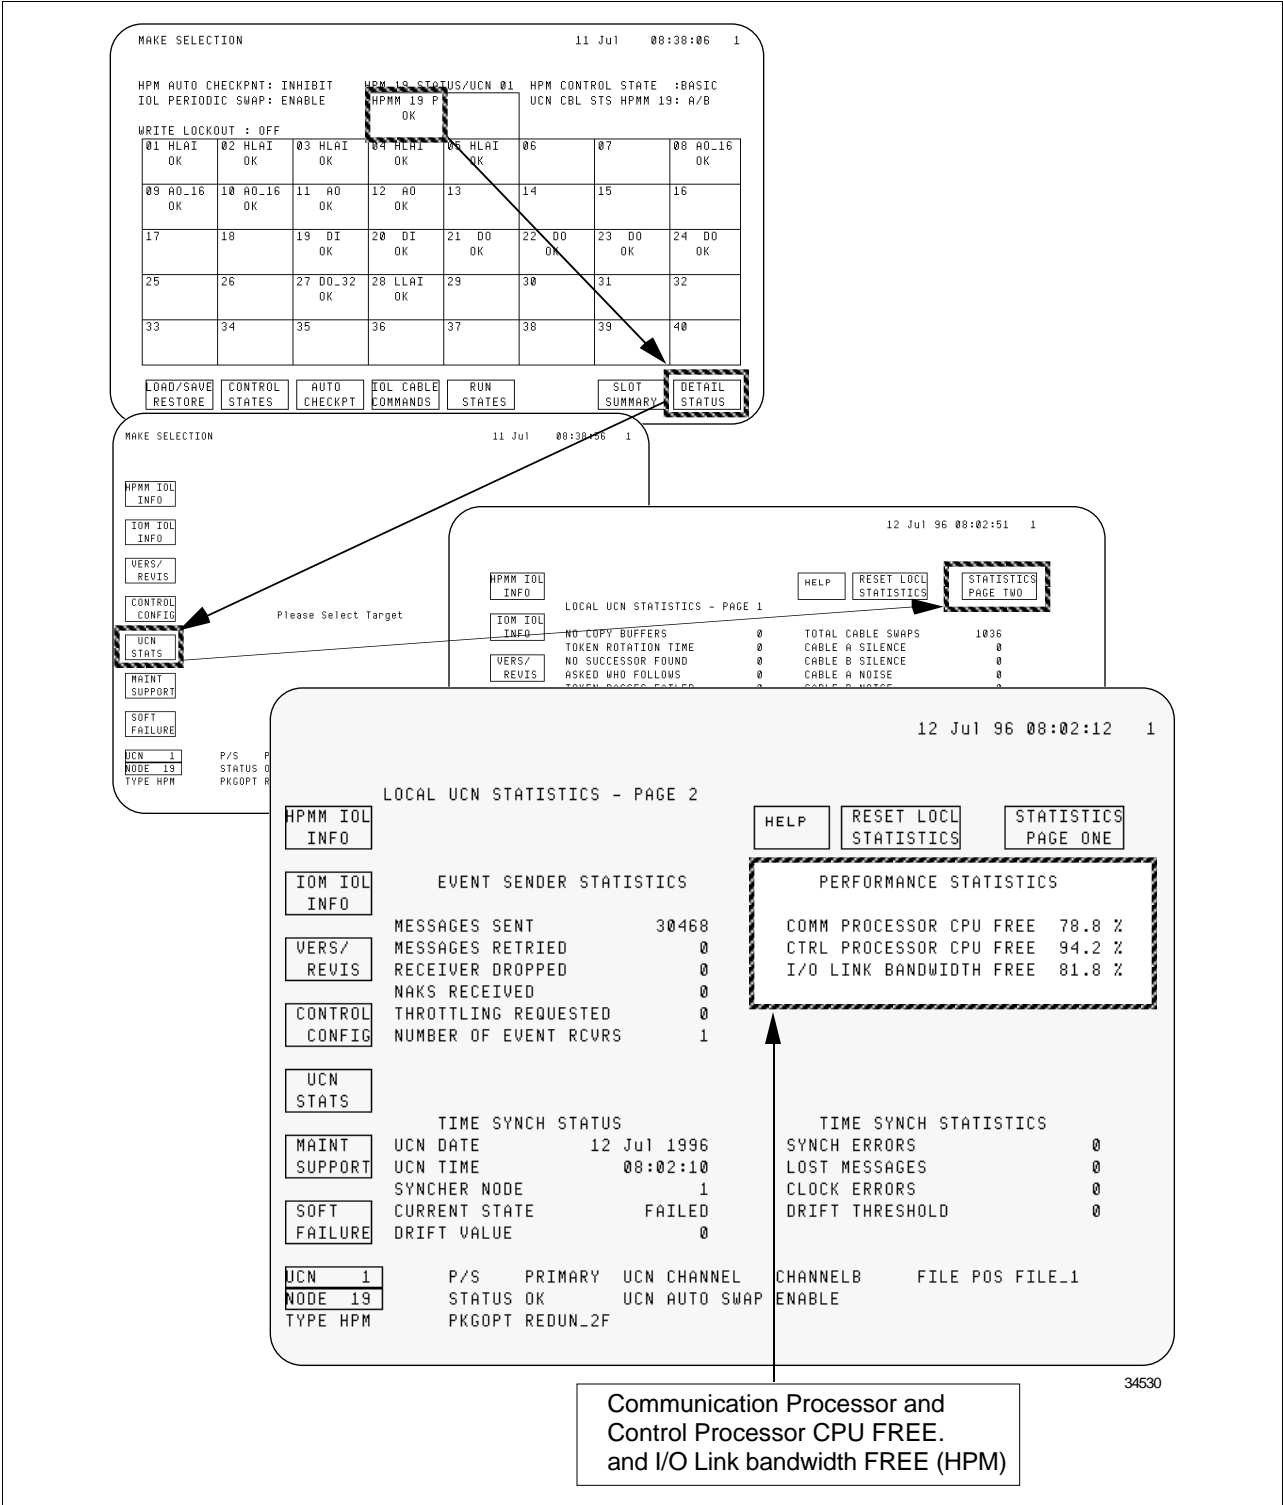 MAKE SELECTION 11 Jul 08:38:06 1
HPM AUTO CHECKPNT: INHIBIT HPM 19 STATUS/UCN 01 HPM CONTROL STATE :BASIC
IOL PERIODIC SWAP: ENABLE HPMM 19 P UCN CBL STS HPMM 19: A/B
OK
WRITE LOCKOUT : OFF
01 HLAI 02 HLAI 03 HLAI 04 HLAI 05 HLAI 06 07 08 AO_16
OK OK OK OK OK OK
09 AO_16 10 AO_16 11 AO 12 AO 13 14 15 16
OK OK OK OK
17 18 19 DI 20 DI 21 DO 22 DO 23 DO 24 DO
OK OK OK OK OK OK
25 26 27 DO_32 28 LLAI 29 30 31 32
OK OK
33 34 35 36 37 38 39 40
LOAD/SAVE CONTROL AUTO IOL CABLE RUN SLOT DETAIL
RESTORE STATES CHECKPT COMMANDS STATES SUMMARY STATUS
MAKE SELECTION 11 Jul 08:38:56 1
HPMM IOL
INFO
IOM IOL
INFO
VERS/
REVIS
CONTROL
CONFIG
Please Select Target
UCN
STATS
MAINT
SUPPORT
SOFT
FAILURE
UCN 1 P/S P
NODE 19 STATUS O
TYPE HPM PKGOPT R
12 Jul 96 08:02:51 1
HPMM IOL HELP RESET LOCL STATISTICS
INFO STATISTICS PAGE TWO
LOCAL UCN STATISTICS - PAGE 1
IOM IOL
INFO NO COPY BUFFERS 0 TOTAL CABLE SWAPS 1036
TOKEN ROTATION TIME 0 CABLE A SILENCE 0
VERS/ NO SUCCESSOR FOUND 0 CABLE B SILENCE 0
REVIS ASKED WHO FOLLOWS 0 CABLE A NOISE 0
TOKEN PASSES FAILED 0 CABLE B NOISE 0
12 Jul 96 08:02:12 1
LOCAL UCN STATISTICS - PAGE 2
HPMM IOL HELP RESET LOCL STATISTICS
INFO STATISTICS PAGE ONE
IOM IOL EVENT SENDER STATISTICS PERFORMANCE STATISTICS
INFO
MESSAGES SENT 30468 COMM PROCESSOR CPU FREE 78.8 %
VERS/ MESSAGES RETRIED 0 CTRL PROCESSOR CPU FREE 94.2 %
REVIS RECEIVER DROPPED 0 I/O LINK BANDWIDTH FREE 81.8 %
NAKS RECEIVED 0
CONTROL THROTTLING REQUESTED 0
CONFIG NUMBER OF EVENT RCVRS 1
UCN
STATS
TIME SYNCH STATUS TIME SYNCH STATISTICS
MAINT UCN DATE 12 Jul 1996 SYNCH ERRORS 0
SUPPORT UCN TIME 08:02:10 LOST MESSAGES 0
SYNCHER NODE 1 CLOCK ERRORS 0
SOFT CURRENT STATE FAILED DRIFT THRESHOLD 0
FAILURE DRIFT VALUE 0
UCN 1 P/S PRIMARY UCN CHANNEL CHANNELB FILE POS FILE_1
NODE 19 STATUS OK UCN AUTO SWAP ENABLE
TYPE HPM PKGOPT REDUN_2F
34530
Communication Processor and
Control Processor CPU FREE.
and I/O Link bandwidth FREE (HPM)